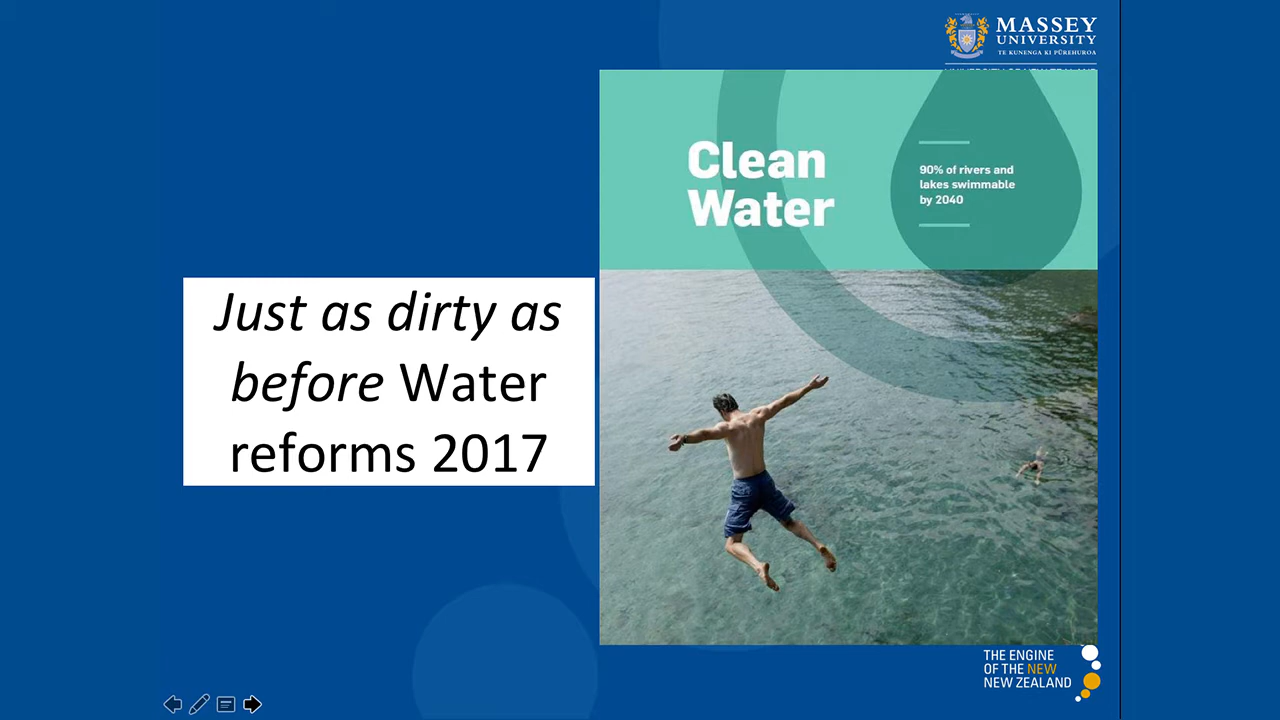 MASSEY
UNIVERSITY
TE KUNENGA KI PŪREHUROA
Clean
Water
90% of rivers and
lakes swimmable
by 2040
Just as dirty as
before Water
reforms 2017
THE ENGINE
OF THE NEW
NEW ZEALAND